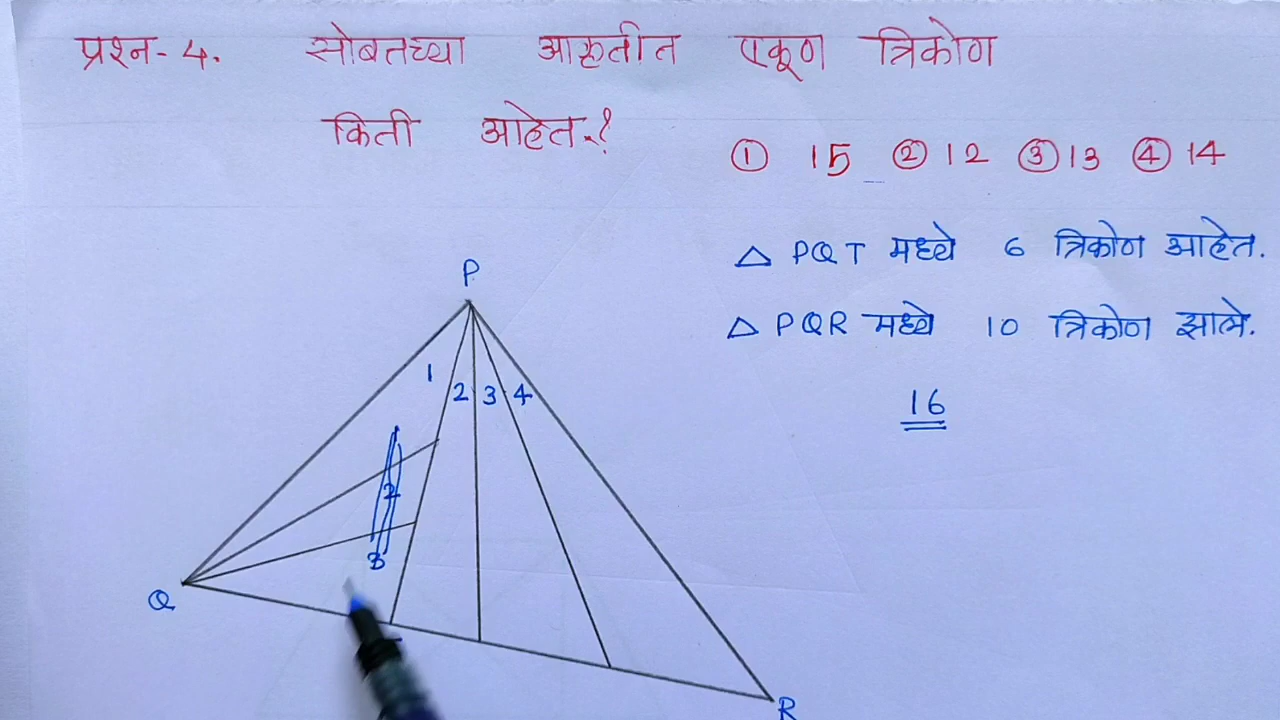 प्रश्न-4. सोबतच्या आकृतीत एकूण त्रिकोण
किती आहेत.?
① 15 ② 12 ③ 13 ④ 14
△ PQT मध्ये 6 त्रिकोण आहेत.
△ PQR मध्ये 10 त्रिकोण झाले.
16
P
1 2 3 4
2
3
Q
R